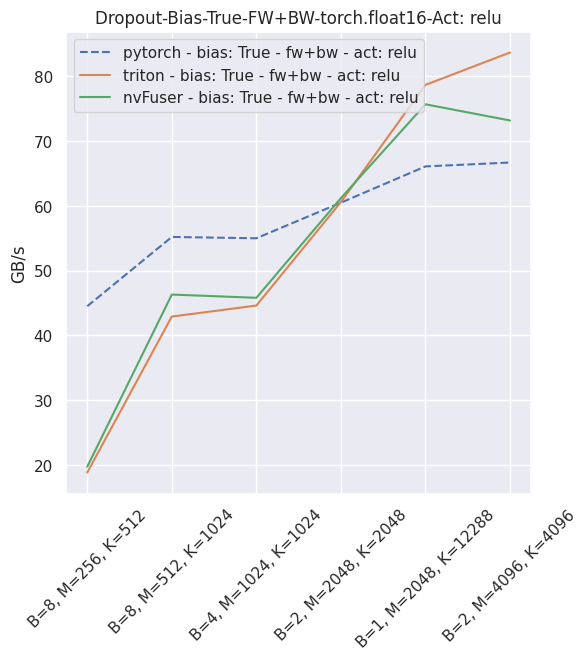 Dropout-Bias-True-FW+BW-torch.float16-Act: relu
pytorch - bias: True - fw+bw - act: relu
triton - bias: True - fw+bw - act: relu
nvFuser - bias: True - fw+bw - act: relu
GB/s
80
70
60
50
40
30
20
B=8, M=256, K=512
B=8, M=512, K=1024
B=4, M=1024, K=1024
B=2, M=2048, K=2048
B=1, M=2048, K=12288
B=2, M=4096, K=4096